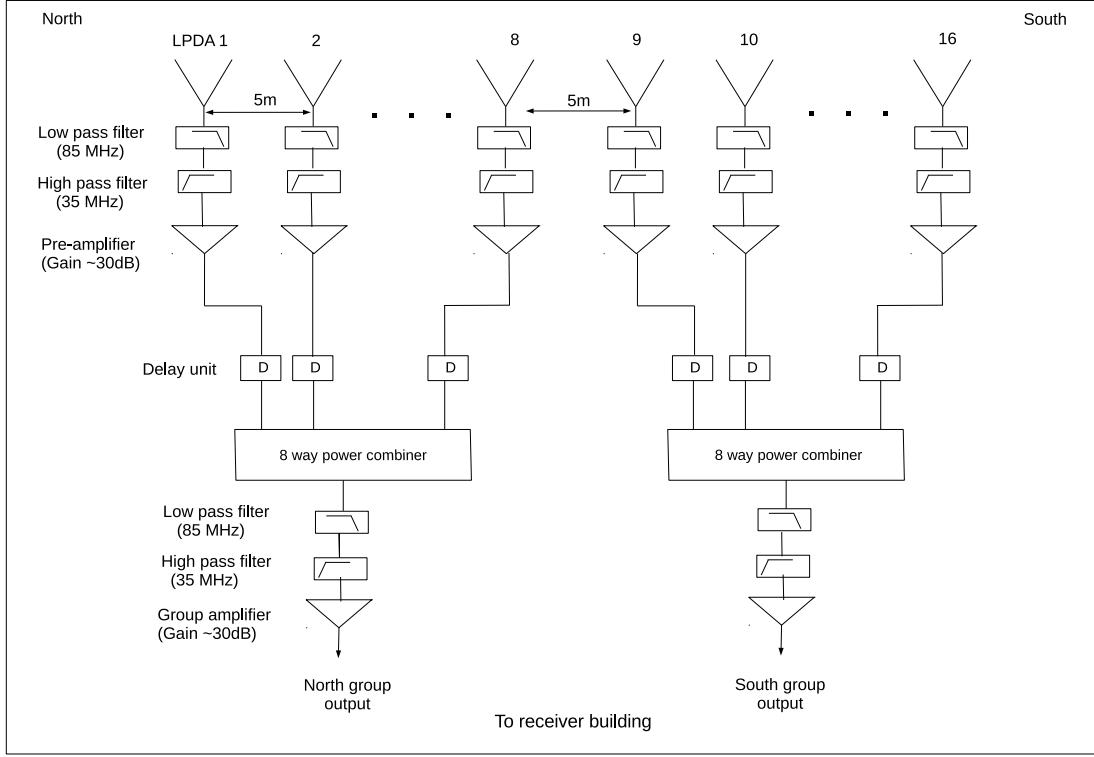 North
South
LPDA 1
2
8
9
10
16
5m
5m
Low pass filter
(85 MHz)
High pass filter
(35 MHz)
Pre-amplifier
(Gain ~30dB)
Delay unit
D
D
D
D
D
D
8 way power combiner
8 way power combiner
Low pass filter
(85 MHz)
High pass filter
(35 MHz)
Group amplifier
(Gain ~30dB)
North group
output
South group
output
To receiver building